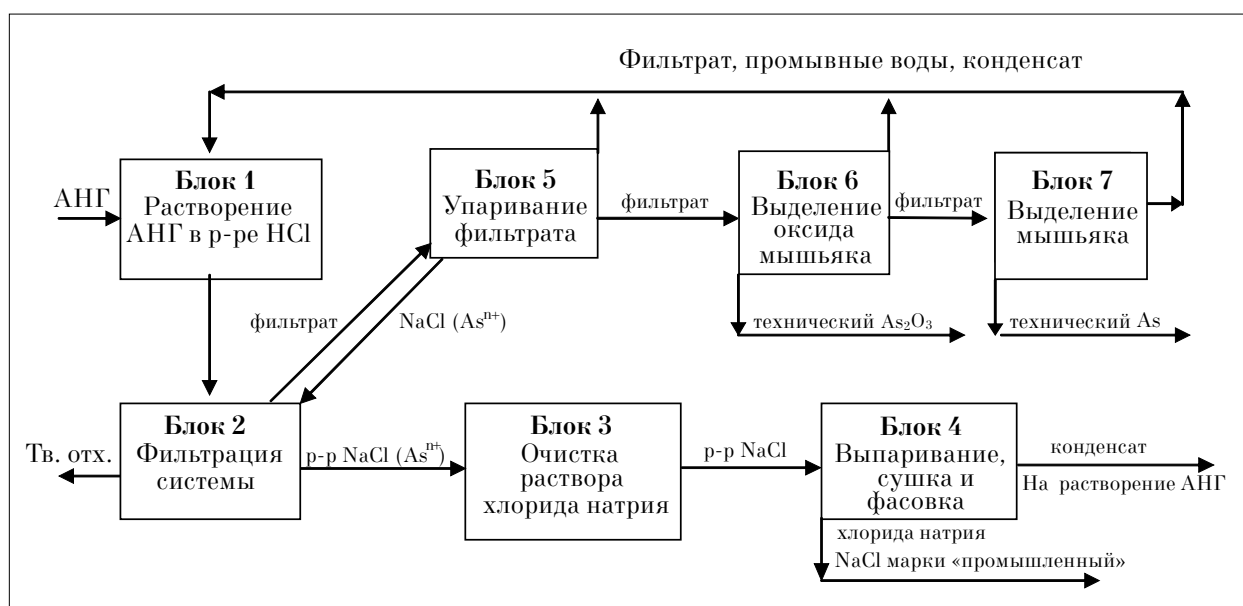 Фильтрат, промывные воды, конденсат
АНГ
Блок 1
Растворение
АНГ в р-ре HCl
Блок 5
Упаривание
фильтрата
фильтрат
Блок 6
Выделение
оксида
мышьяка
фильтрат
Блок 7
Выделение
мышьяка
фильтрат
NaCl (Asⁿ⁺)
технический As₂O₃
технический As
Тв. отх.
Блок 2
Фильтрация
системы
р-р NaCl (Asⁿ⁺)
Блок 3
Очистка
раствора
хлорида натрия
р-р NaCl
Блок 4
Выпаривание,
сушка и
фасовка
конденсат
На растворение АНГ
хлорида натрия
NaCl марки «промышленный»